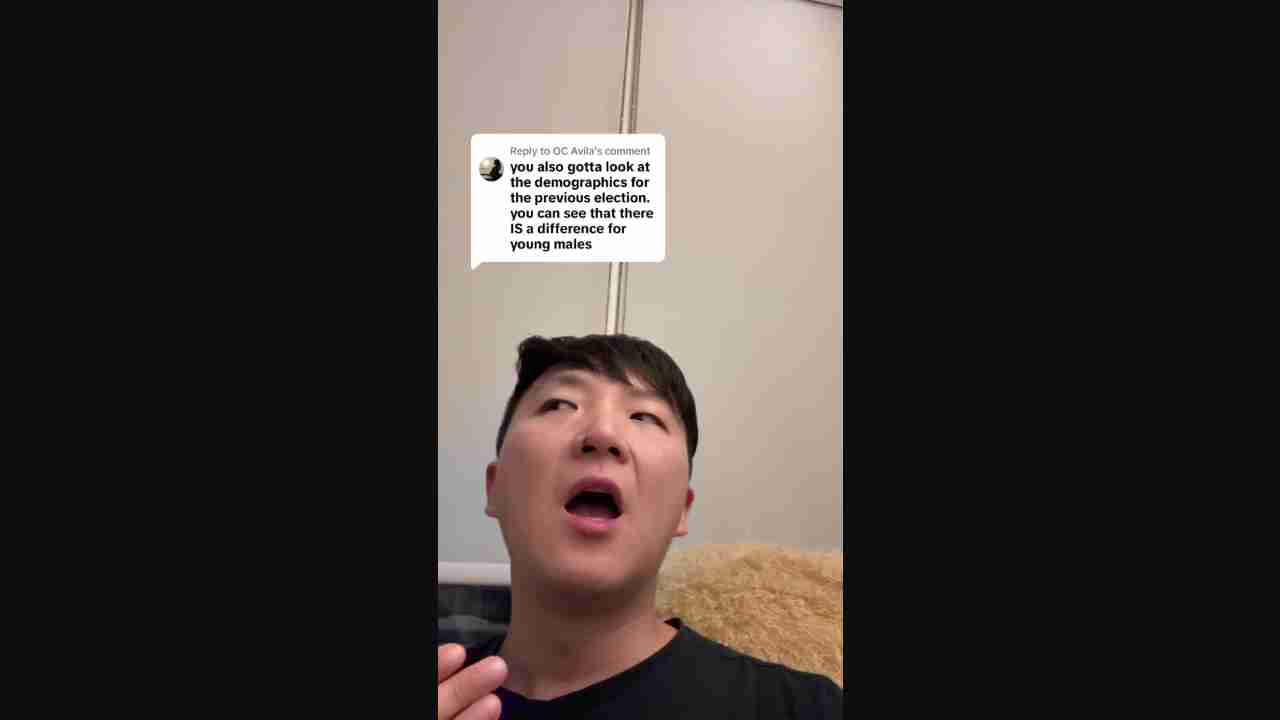 Reply to OC Avila's comment
you also gotta look at
the demographics for
the previous election.
you can see that there
IS a difference for
young males